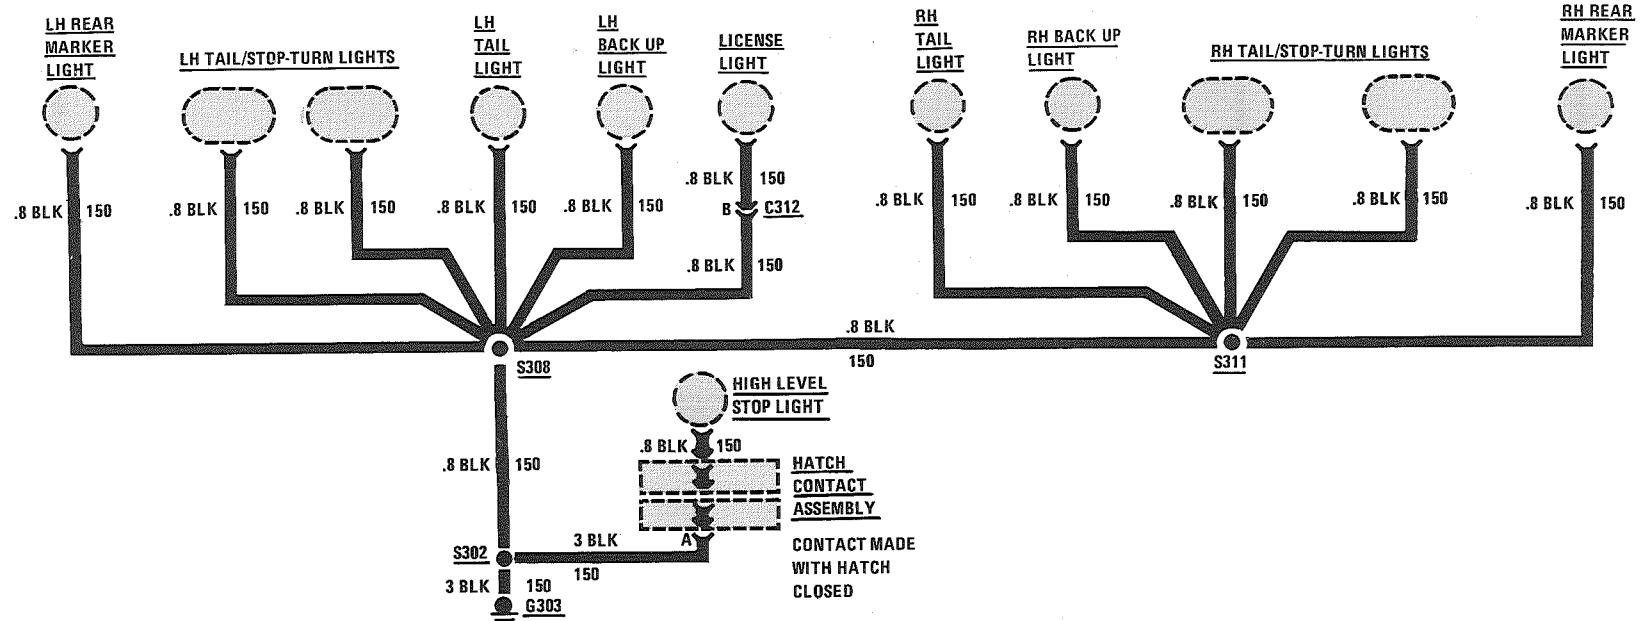 LH REAR
MARKER
LIGHT
LH TAIL/STOP-TURN LIGHTS
LH
TAIL
LIGHT
LH
BACK UP
LIGHT
LICENSE
LIGHT
RH
TAIL
LIGHT
RH BACK UP
LIGHT
RH TAIL/STOP-TURN LIGHTS
RH REAR
MARKER
LIGHT
.8 BLK 150
.8 BLK 150
.8 BLK 150
.8 BLK 150
.8 BLK 150
.8 BLK 150
B C312
.8 BLK 150
.8 BLK 150
.8 BLK 150
.8 BLK 150
.8 BLK 150
.8 BLK 150
.8 BLK
150
S308
S311
HIGH LEVEL
STOP LIGHT
.8 BLK 150
.8 BLK 150
HATCH
CONTACT
ASSEMBLY
A
CONTACT MADE
WITH HATCH
CLOSED
S302
3 BLK
150
3 BLK 150
G303